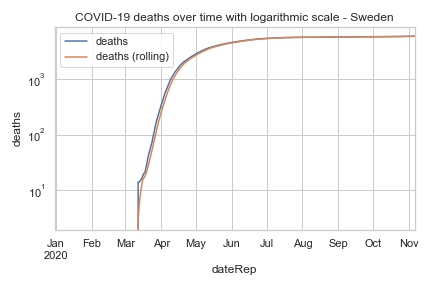 COVID-19 deaths over time with logarithmic scale - Sweden
deaths
deaths (rolling)
10³
10²
10¹
deaths
Jan Feb Mar Apr May Jun Jul Aug Sep Oct Nov
2020
dateRep